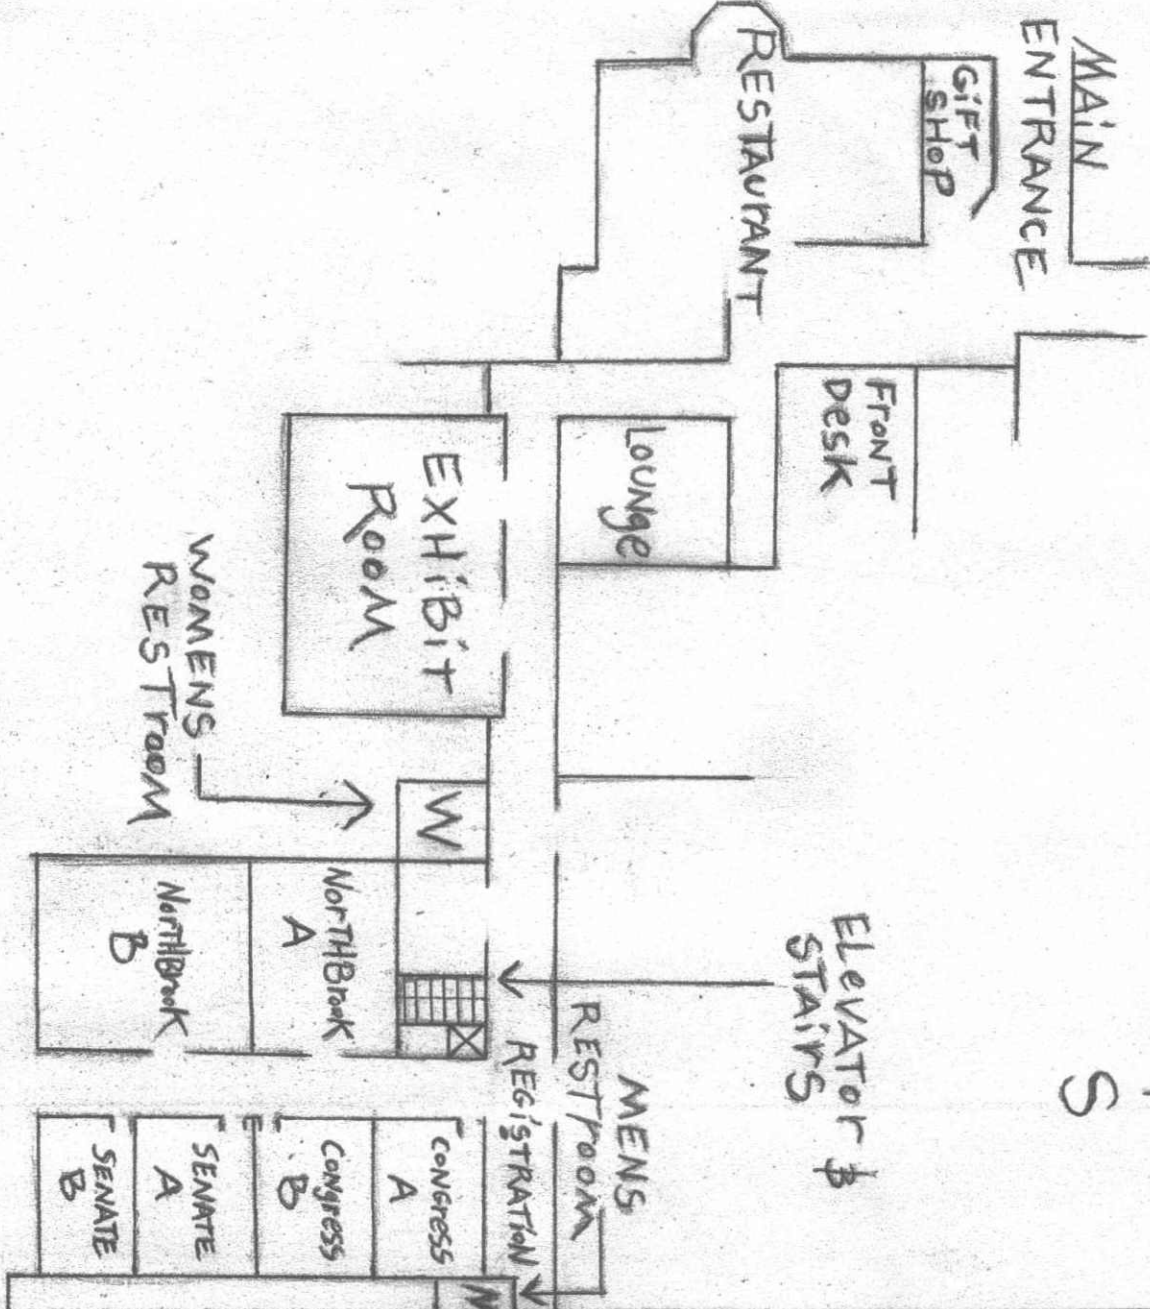 MAIN
ENTRANCE
GIFT
SHOP
RESTAURANT
FRONT
DESK
LOUNGE
EXHIBIT
ROOM
WOMENS
RESTROOM
W
ELEVATOR &
STAIRS
S
MENS
RESTROOM
REGISTRATION
NORTHBROOK
A
NORTHBROOK
B
CONGRESS
A
CONGRESS
B
SENATE
A
SENATE
B